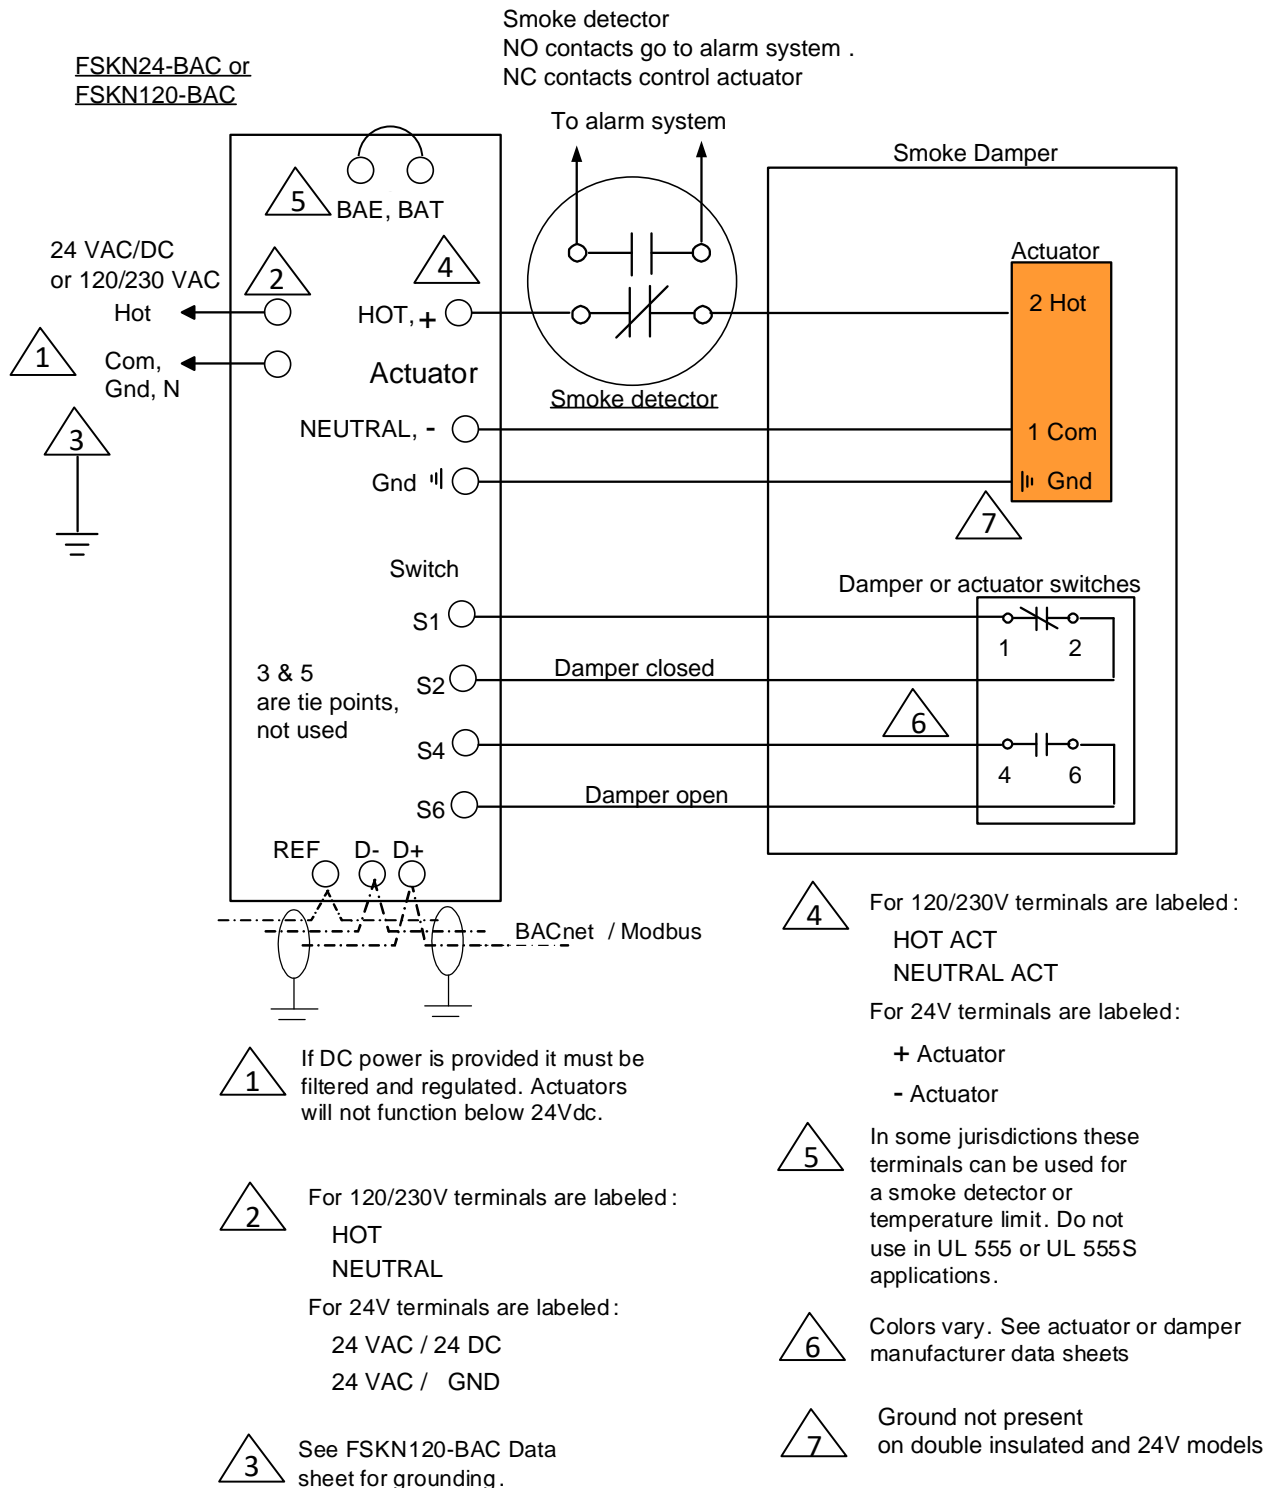 Smoke detector
NO contacts go to alarm system .
NC contacts control actuator
FSKN24-BAC or
FSKN120-BAC
To alarm system
Smoke Damper
5
BAE, BAT
24 VAC/DC
or 120/230 VAC
2
4
Actuator
Hot
HOT, +
2 Hot
1
Com,
Gnd, N
Actuator
Smoke detector
3
NEUTRAL, -
1 Com
Gnd
Gnd
7
Switch
Damper or actuator switches
S1
1 2
3 & 5
are tie points,
not used
S2
Damper closed
6
S4
4 6
S6
Damper open
REF D- D+
BACnet / Modbus
1
If DC power is provided it must be
filtered and regulated. Actuators
will not function below 24Vdc.
2
For 120/230V terminals are labeled :
HOT
NEUTRAL
For 24V terminals are labeled :
24 VAC / 24 DC
24 VAC / GND
3
See FSKN120-BAC Data
sheet for grounding .
4
For 120/230V terminals are labeled :
HOT ACT
NEUTRAL ACT
For 24V terminals are labeled :
+ Actuator
- Actuator
5
In some jurisdictions these
terminals can be used for
a smoke detector or
temperature limit. Do not
use in UL 555 or UL 555S
applications.
6
Colors vary. See actuator or damper
manufacturer data sheets
7
Ground not present
on double insulated and 24V models